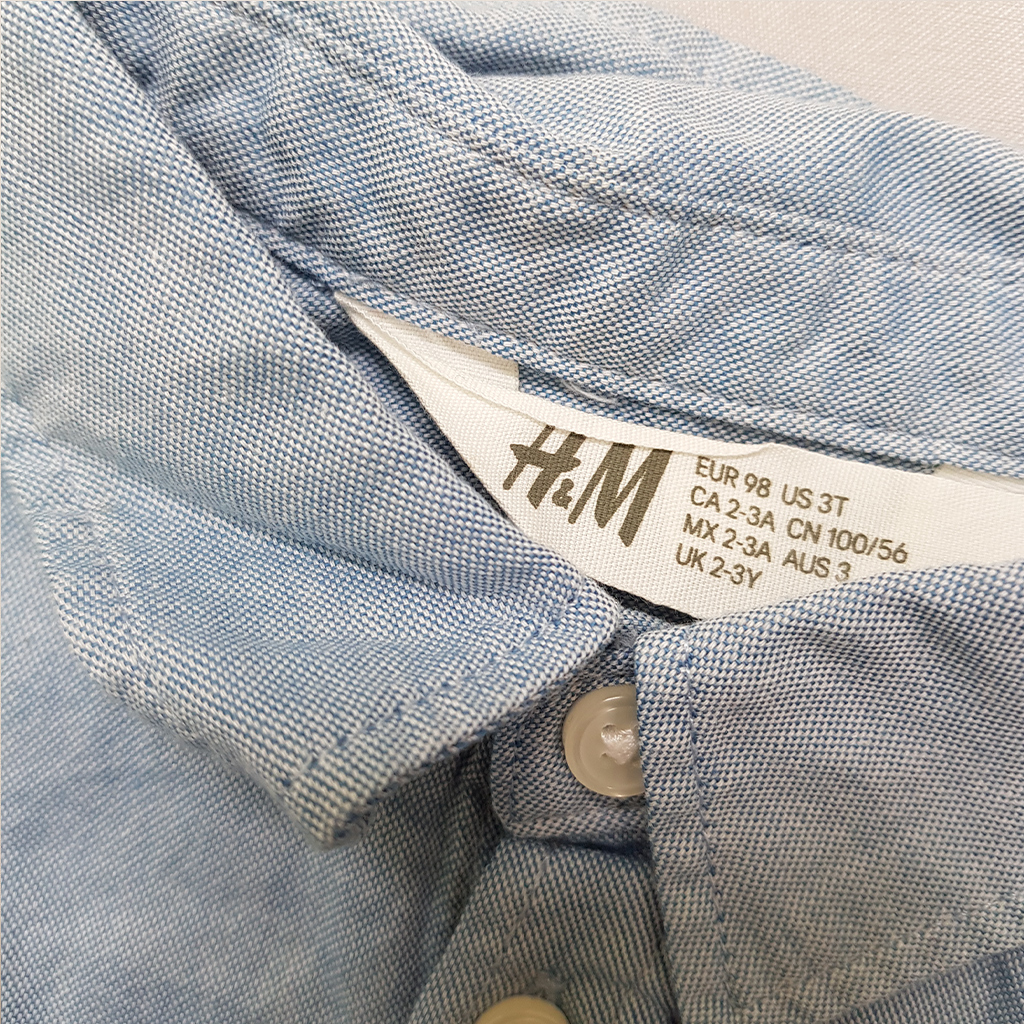 H&M
EUR 98 US 3T
CA 2-3A CN 100/56
MX 2-3A AUS 3
UK 2-3Y